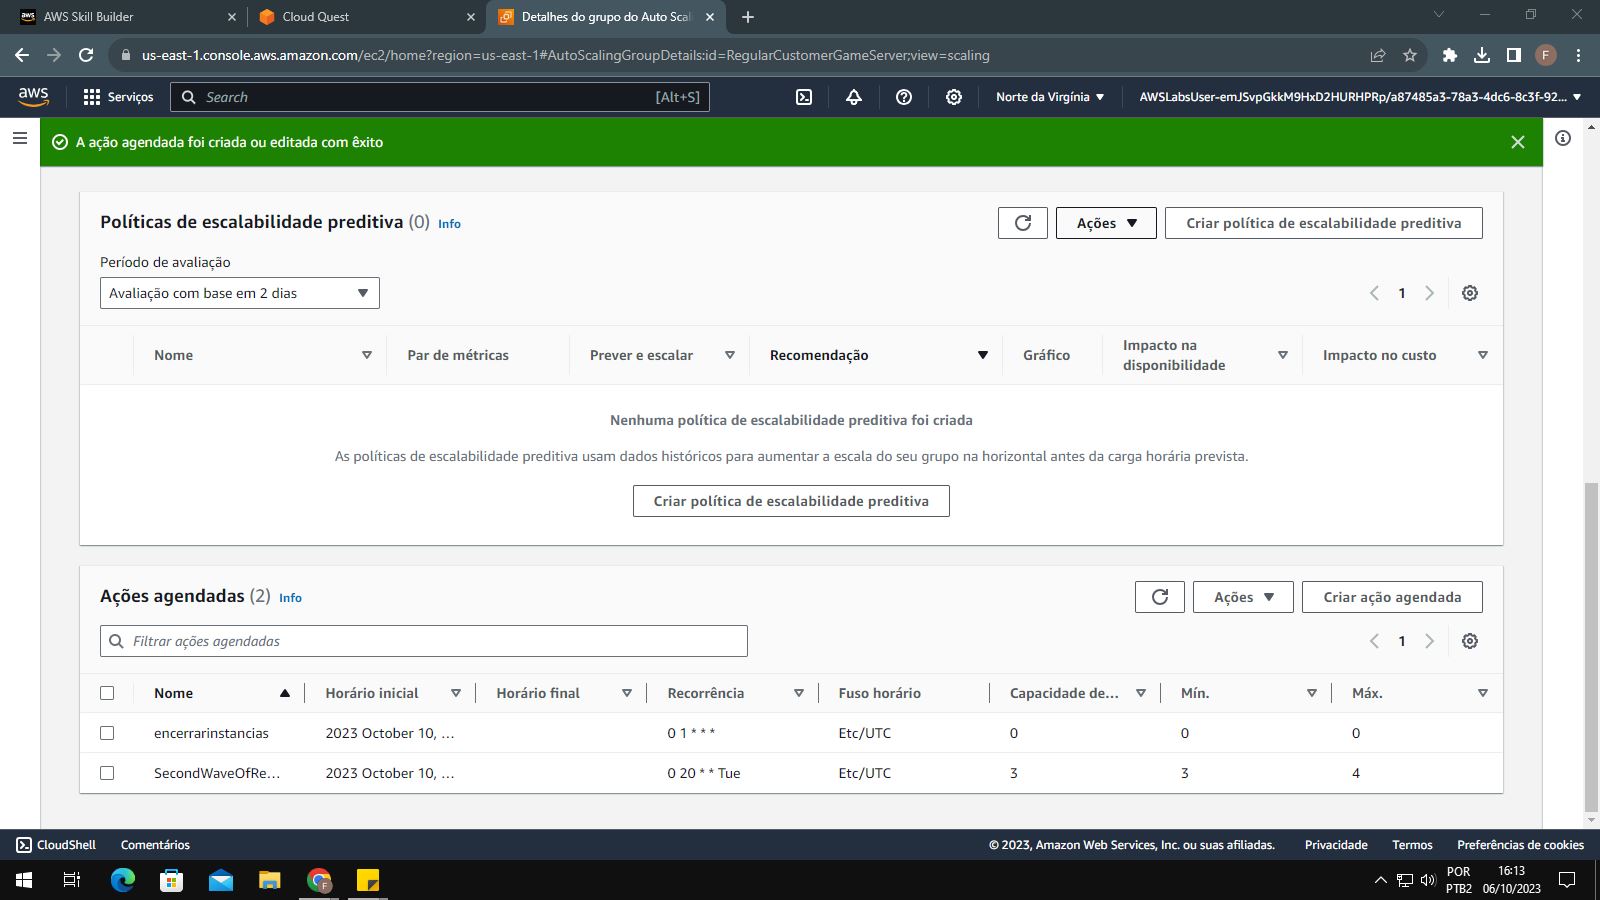 AWS Skill Builder
Cloud Quest
Detalhes do grupo do Auto Scal
us-east-1.console.aws.amazon.com/ec2/home?region=us-east-1#AutoScalingGroupDetails:id=RegularCustomerGameServer;view=scaling
F
aws
Serviços
Search
[Alt+S]
Norte da Virgínia
AWSLabsUser-emJSvpGkkM9HxD2HURHPRp/a87485a3-78a3-4dc6-8c3f-92...
A ação agendada foi criada ou editada com êxito
Políticas de escalabilidade preditiva (0) Info
Ações
Criar política de escalabilidade preditiva
Período de avaliação
Avaliação com base em 2 dias
1
Nome
Par de métricas
Prever e escalar
Recomendação
Gráfico
Impacto na disponibilidade
Impacto no custo
Nenhuma política de escalabilidade preditiva foi criada
As políticas de escalabilidade preditiva usam dados históricos para aumentar a escala do seu grupo na horizontal antes da carga horária prevista.
Criar política de escalabilidade preditiva
Ações agendadas (2) Info
Ações
Criar ação agendada
Filtrar ações agendadas
1
Nome Horário inicial Horário final Recorrência Fuso horário Capacidade de... Mín. Máx.
encerrarinstancias 2023 October 10, ... 0 1 * * * Etc/UTC 0 0 0
SecondWaveOfRe... 2023 October 10, ... 0 20 * * Tue Etc/UTC 3 3 4
CloudShell
Comentários
© 2023, Amazon Web Services, Inc. ou suas afiliadas.
Privacidade
Termos
Preferências de cookies
POR
PTB2
16:13
06/10/2023